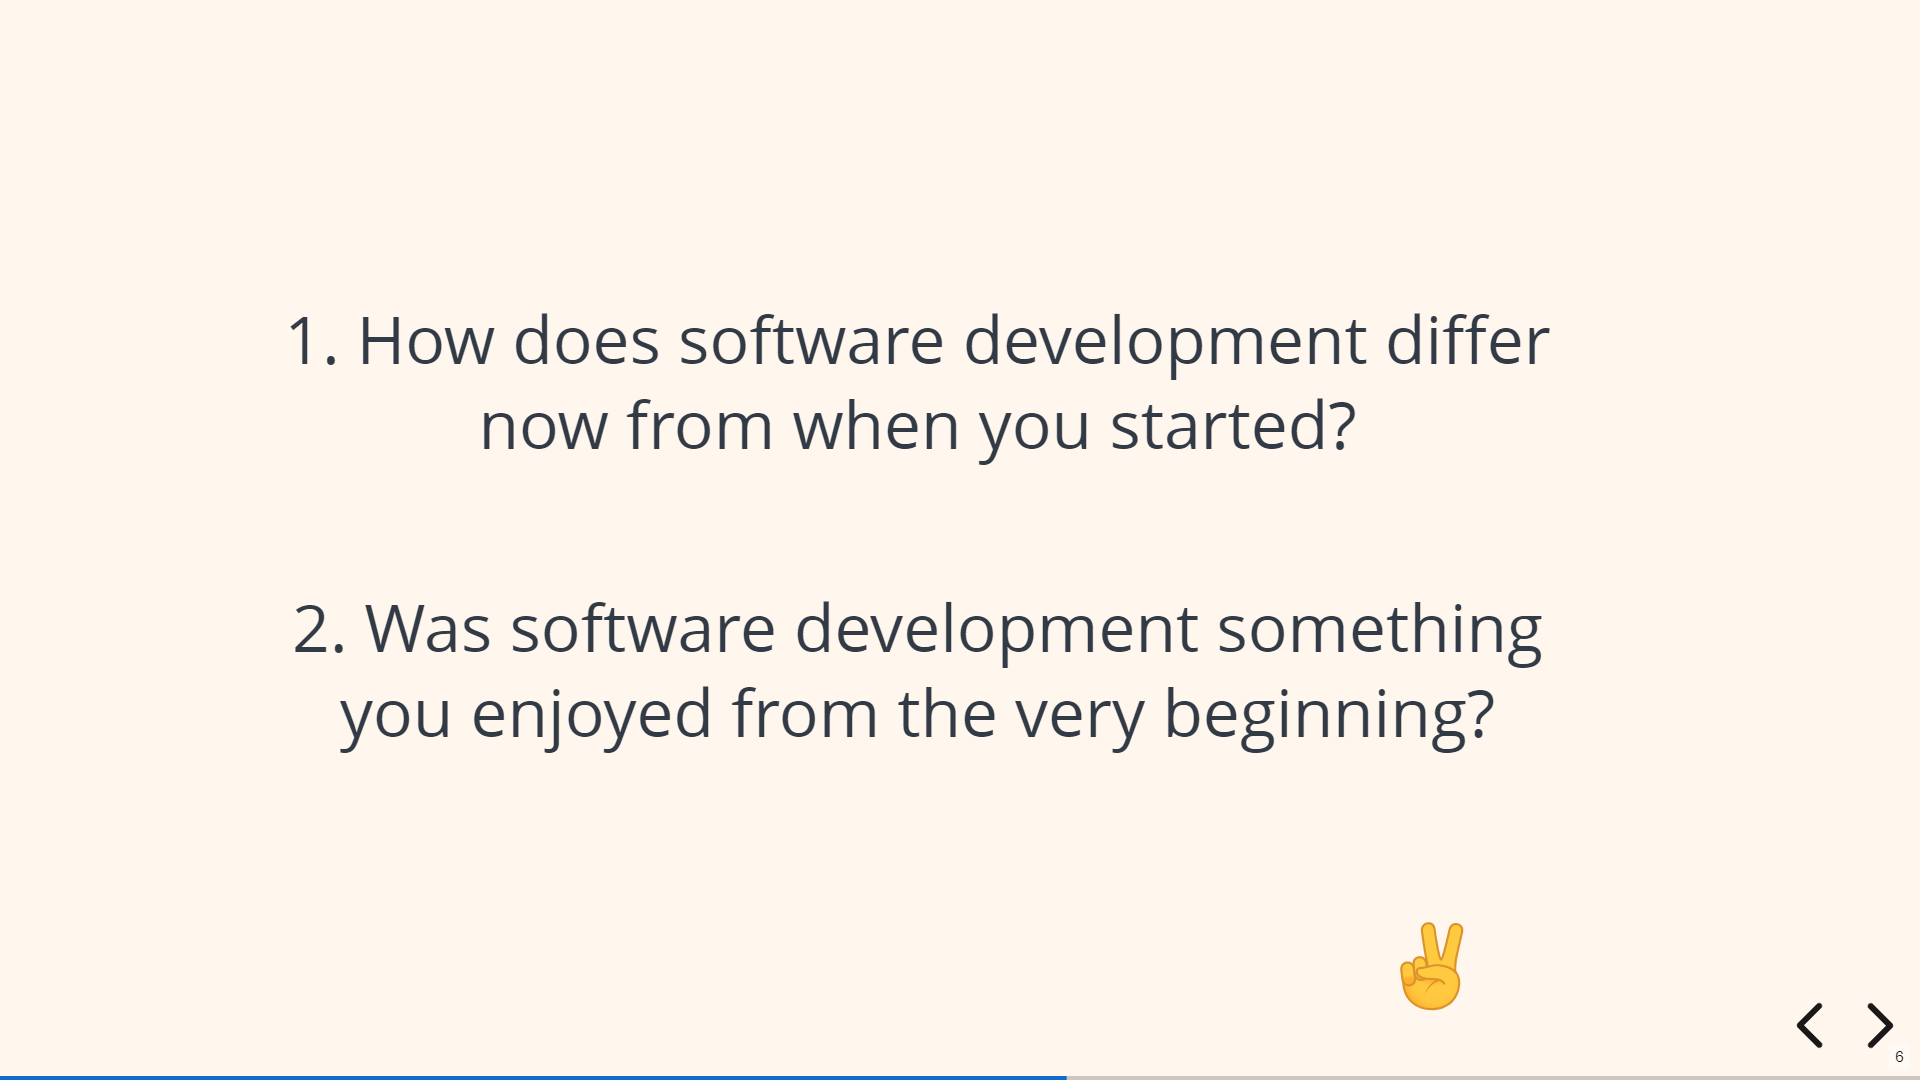 1. How does software development differ
now from when you started?
2. Was software development something
you enjoyed from the very beginning?
6